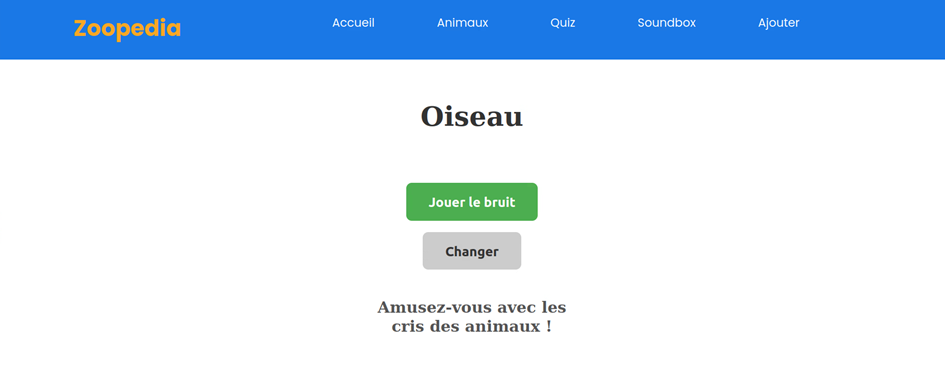 Zoopedia Accueil Animaux Quiz Soundbox Ajouter
Oiseau
Jouer le bruit
Changer
Amusez-vous avec les
cris des animaux !